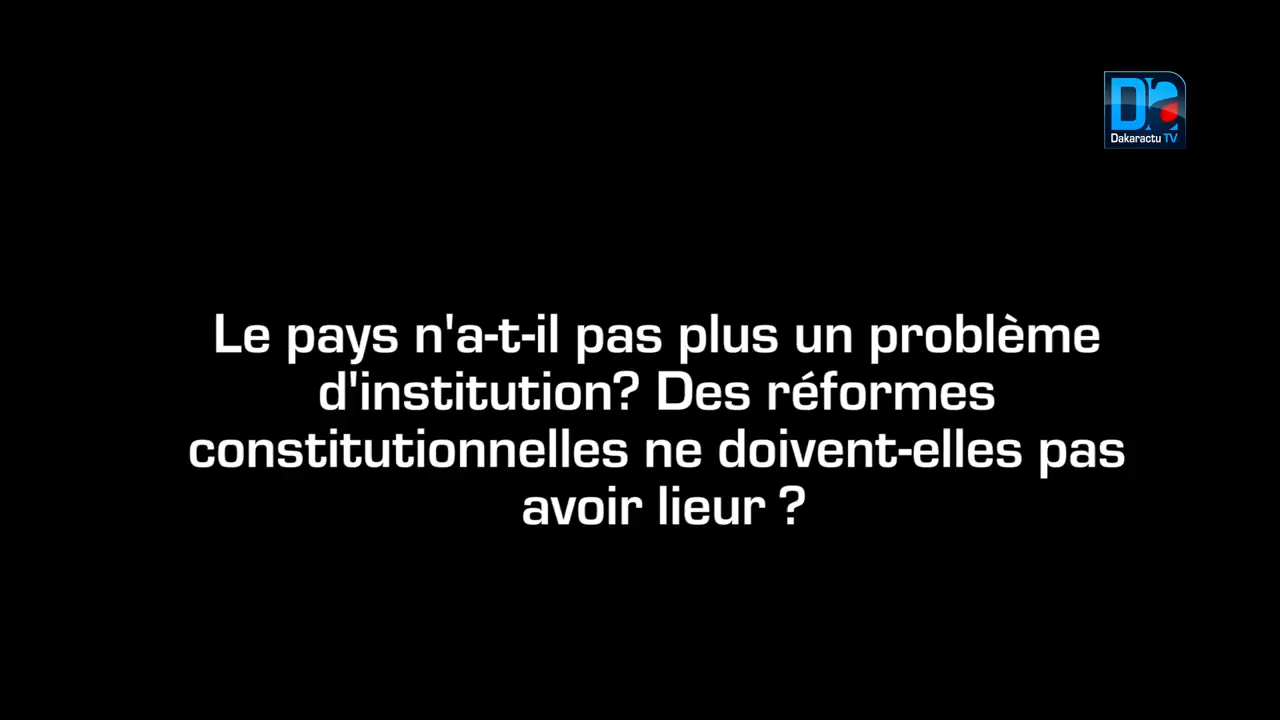 Dakaractu TV
Le pays n'a-t-il pas plus un problème
d'institution? Des réformes
constitutionnelles ne doivent-elles pas
avoir lieur ?